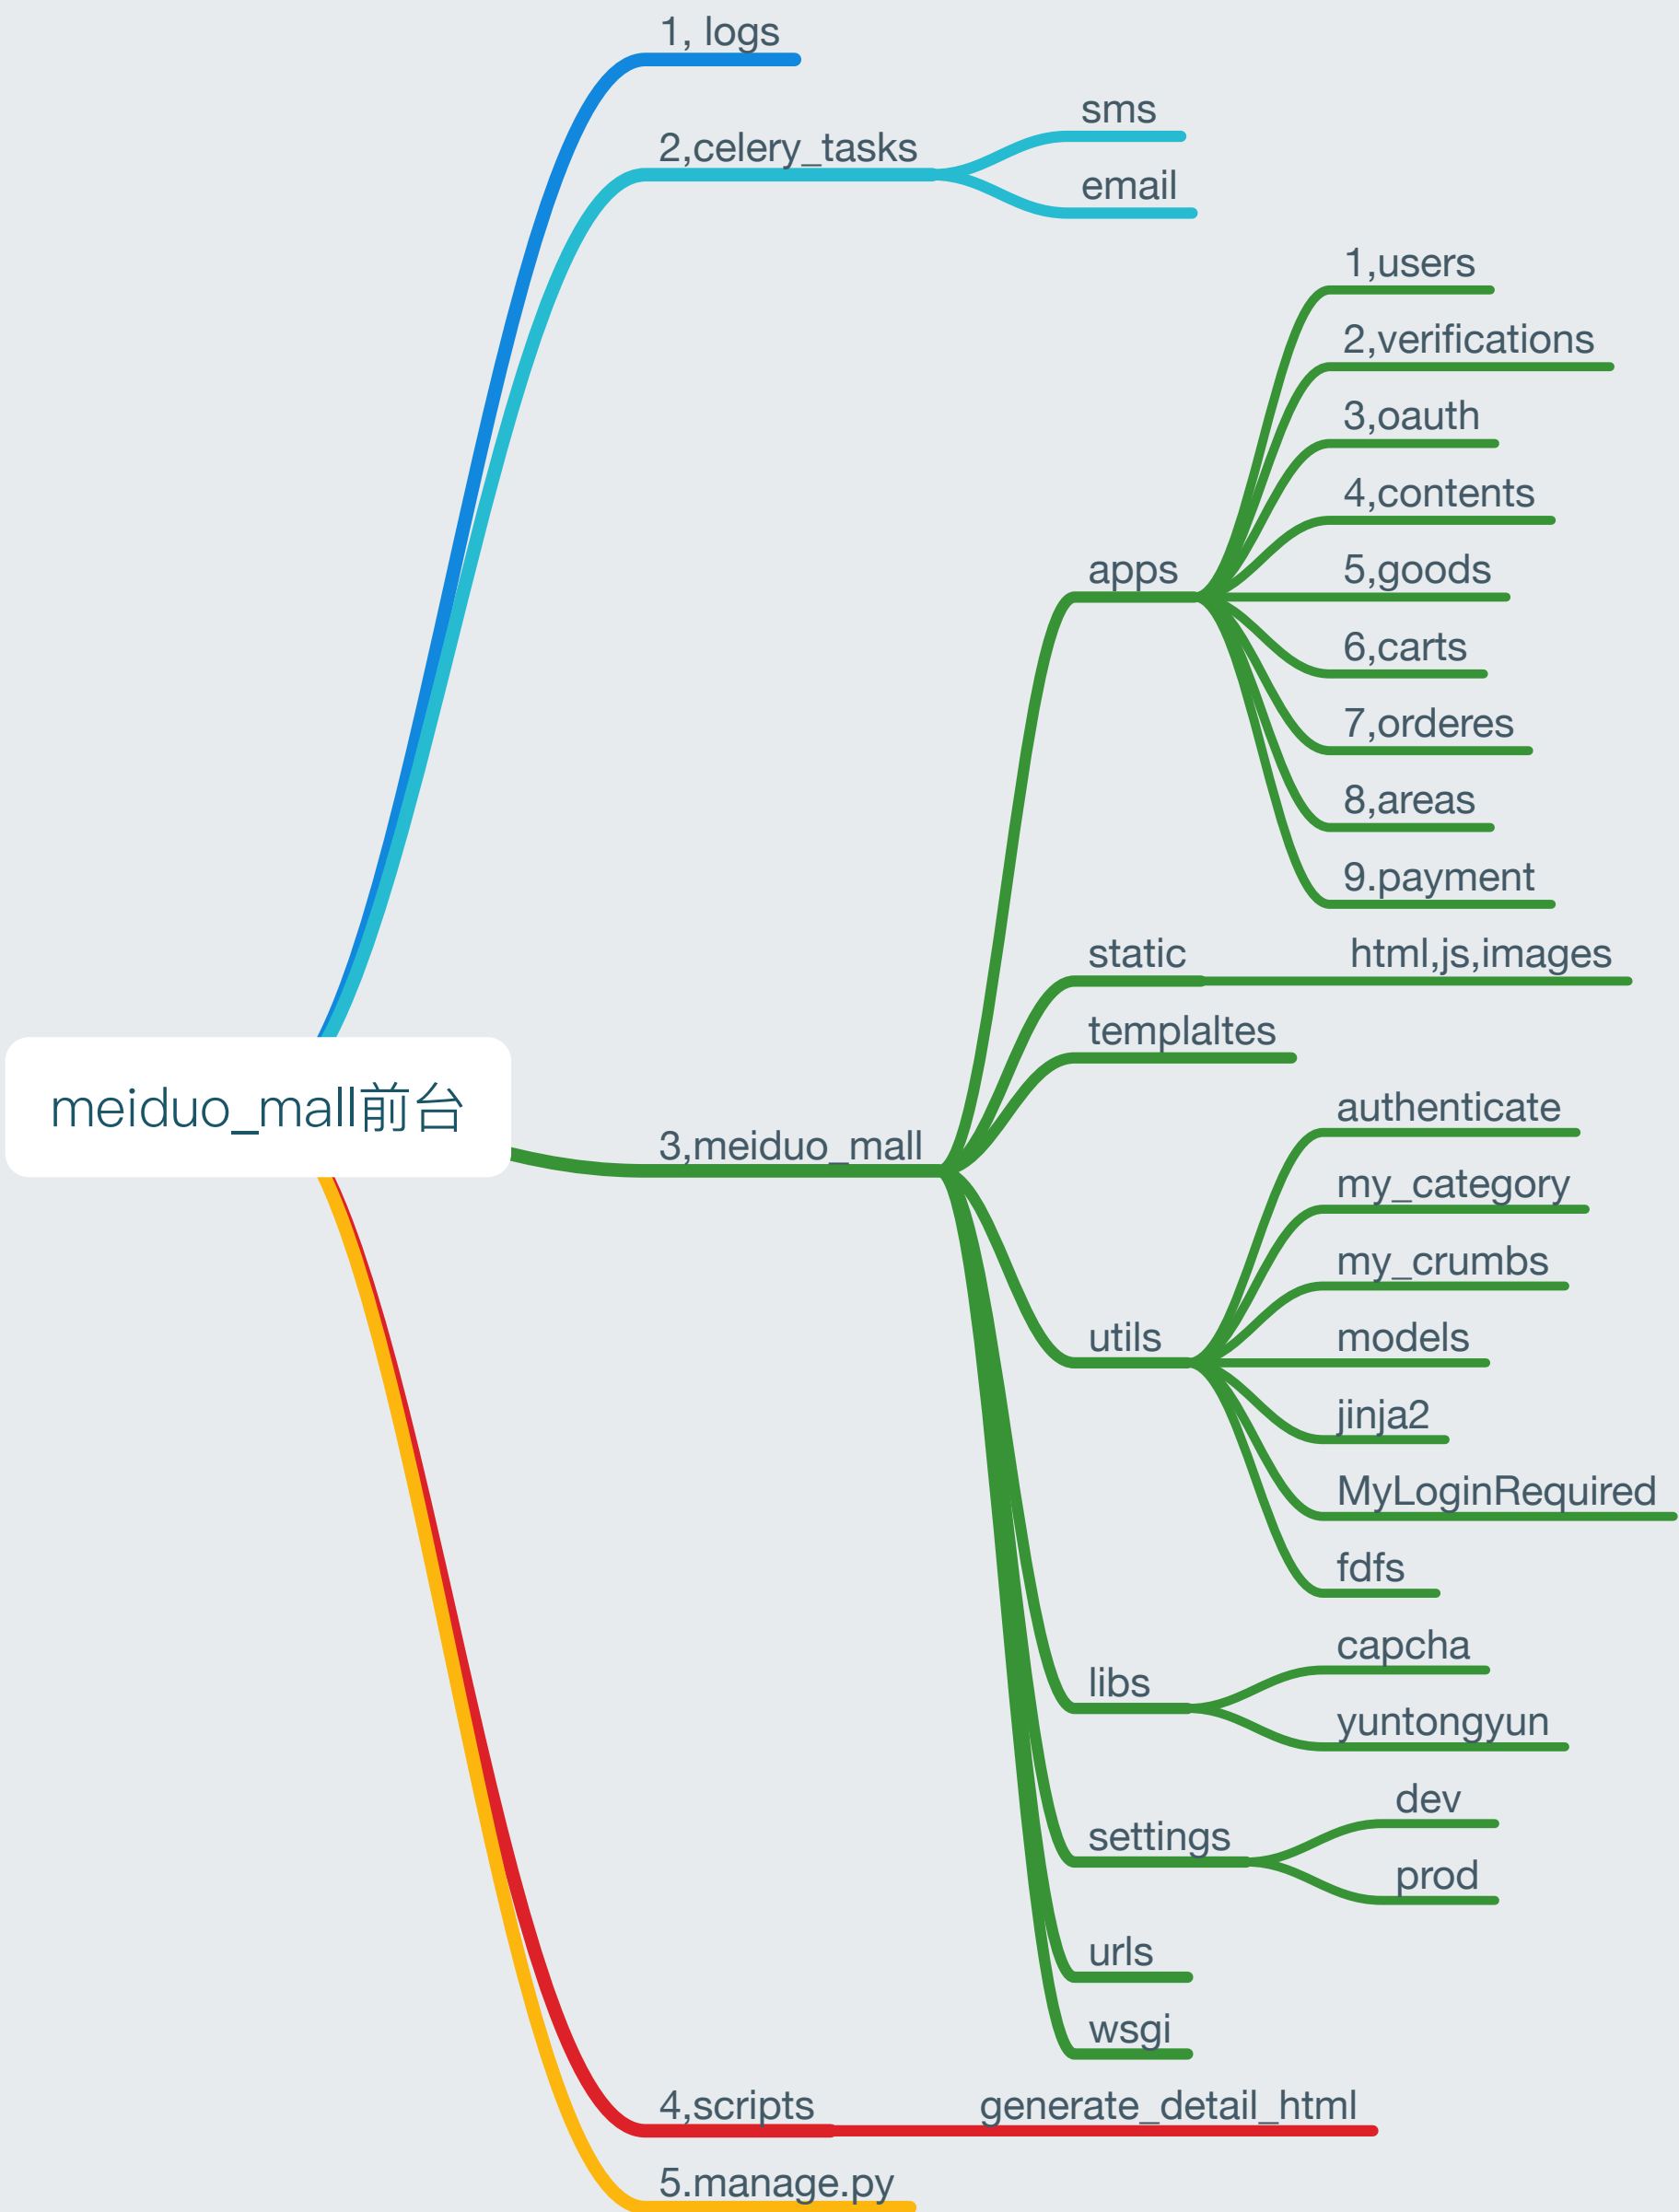 1, logs
2,celery_tasks
sms
email
1,users
2,verifications
3,oauth
4,contents
apps
5,goods
6,carts
7,orderes
8,areas
9.payment
static
html,js,images
templaltes
meiduo_mall前台
3,meiduo_mall
authenticate
my_category
my_crumbs
utils
models
jinja2
MyLoginRequired
fdfs
libs
capcha
yuntongyun
settings
dev
prod
urls
wsgi
4,scripts
generate_detail_html
5.manage.py